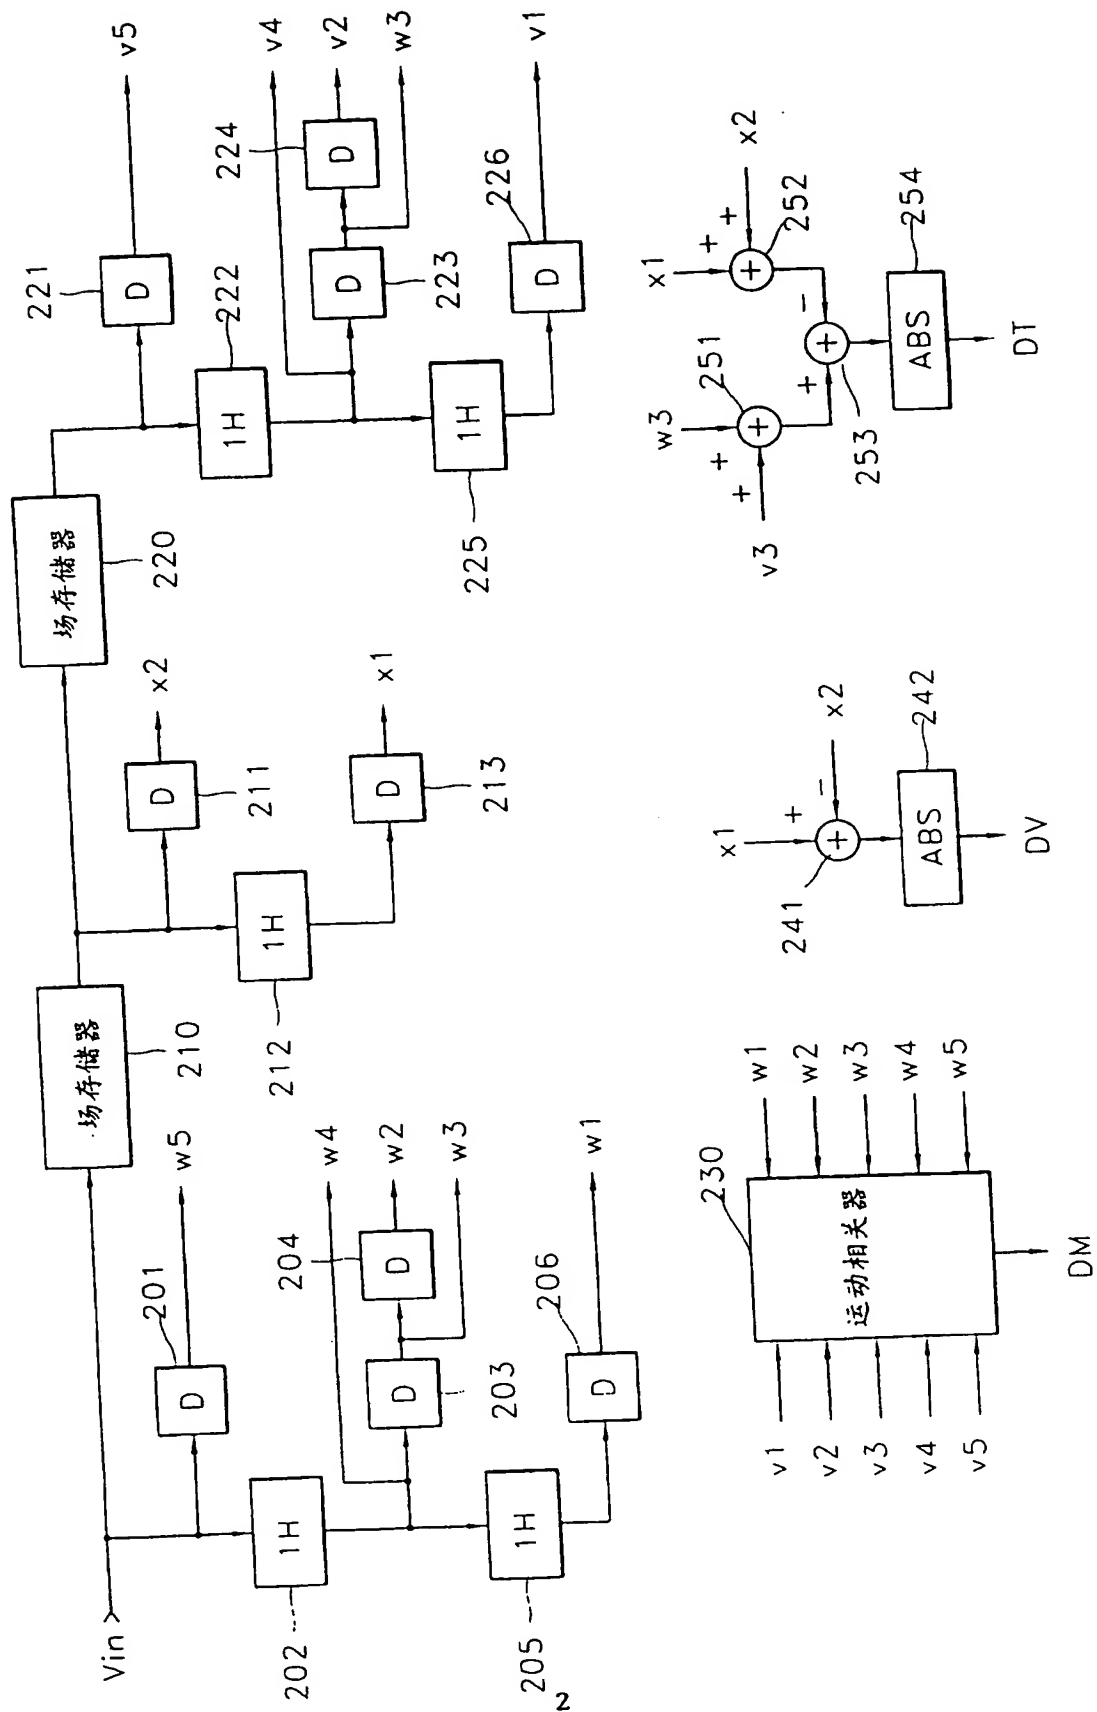 Vin
场存储器
210
场存储器
220
201
D
w5
202
1H
w4
204
D
w2
203
D
w3
205
1H
206
D
w1
D
x2
211
212
1H
D
x1
213
221
D
v5
222
1H
v4
224
D
v2
223
D
w3
225
1H
226
D
v1
v1
v2
v3
v4
v5
230
运动相关器
w1
w2
w3
w4
w5
DM
x1
+
−
x2
241
+
242
ABS
DV
w3
+
+
v3
251
+
x1
+
+
x2
252
+
+
−
253
+
254
ABS
DT
2